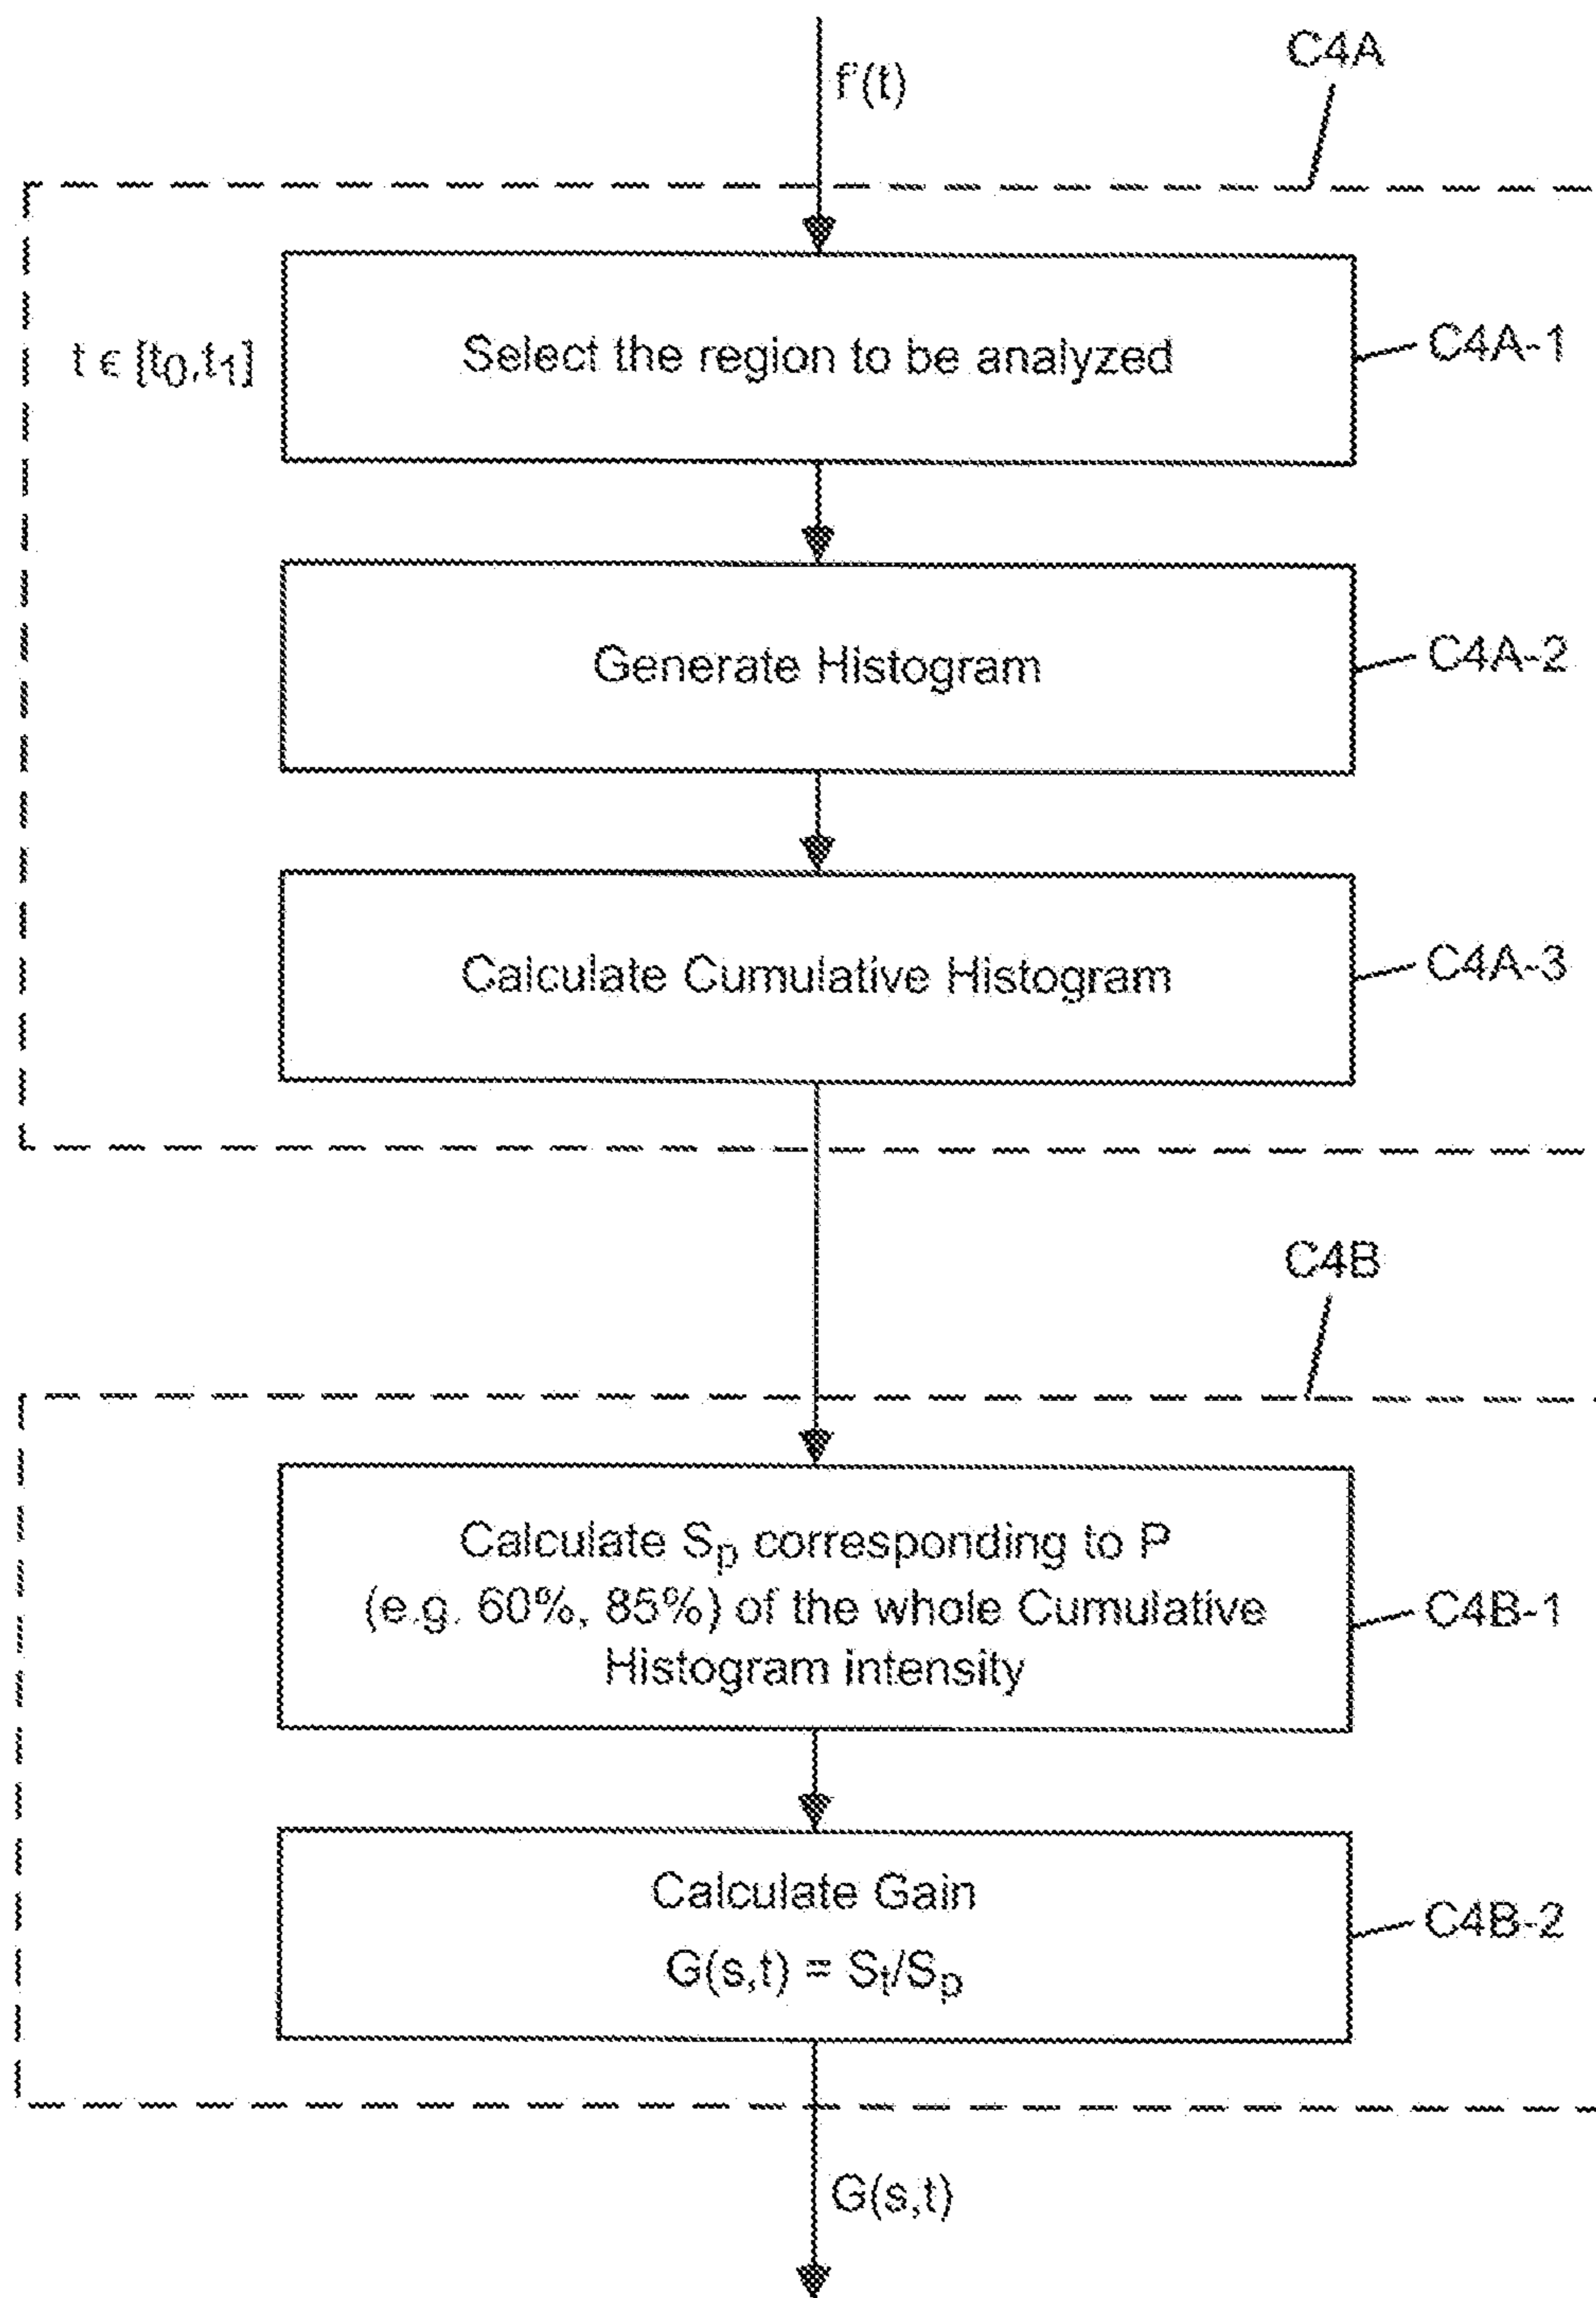 f'(t)
C4A
t ϵ [t0,t1]
Select the region to be analyzed
C4A-1
Generate Histogram
C4A-2
Calculate Cumulative Histogram
C4A-3
C4B
Calculate Sp corresponding to P
(e.g. 60%, 85%) of the whole Cumulative
Histogram intensity
C4B-1
Calculate Gain
G(s,t) = St/Sp
C4B-2
G(s,t)